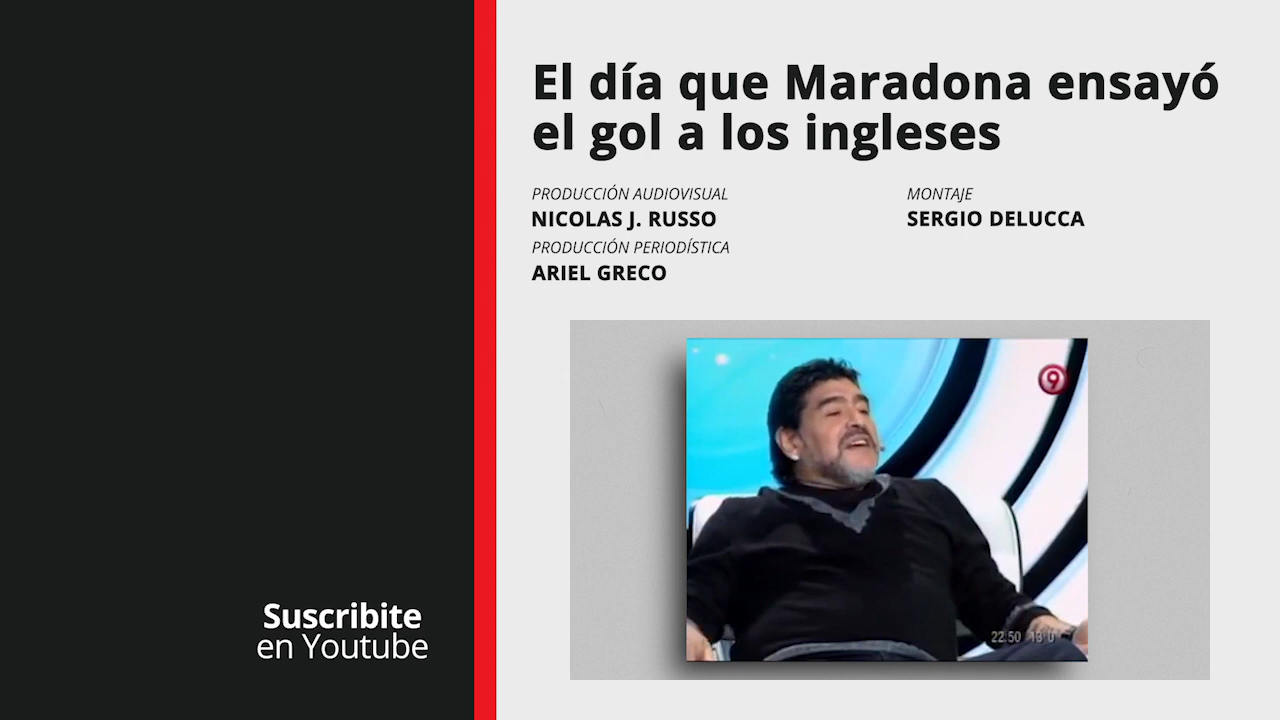 El día que Maradona ensayó
el gol a los ingleses
PRODUCCIÓN AUDIOVISUAL
NICOLAS J. RUSSO
PRODUCCIÓN PERIODÍSTICA
ARIEL GRECO
MONTAJE
SERGIO DELUCCA
9
22:50
Suscribite
en Youtube